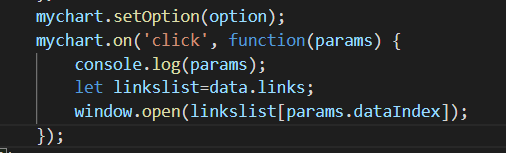 mychart.setOption(option);
mychart.on('click', function(params) {
console.log(params);
let linkslist=data.links;
window.open(linkslist[params.dataIndex]);
});